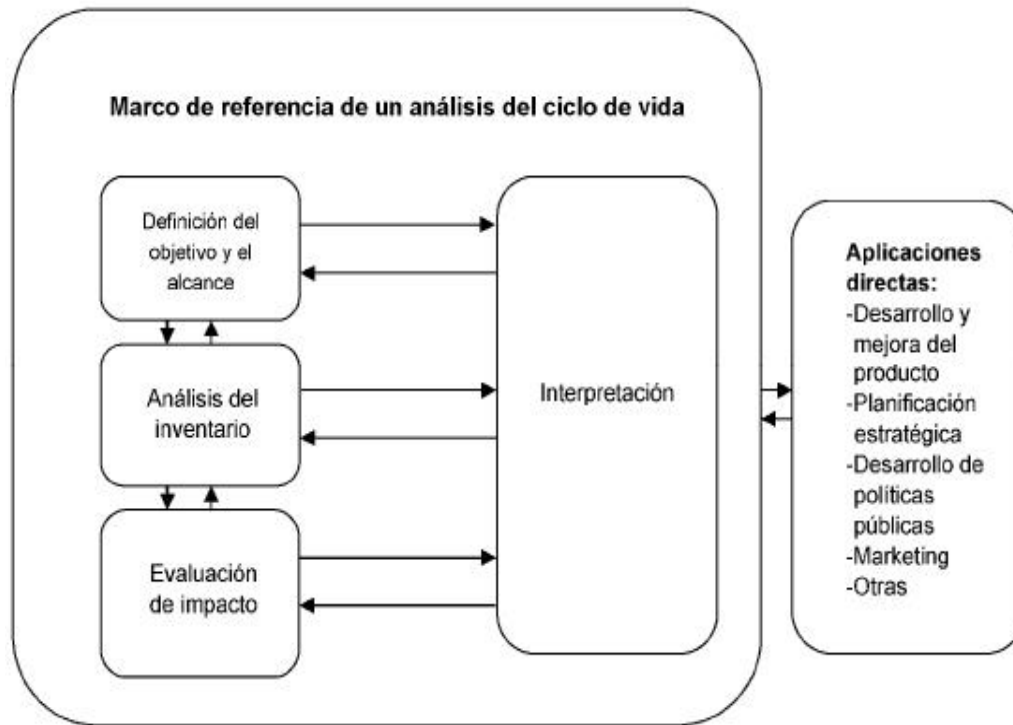 Marco de referencia de un análisis del ciclo de vida
Definición del
objetivo y el
alcance
Análisis del
inventario
Evaluación
de impacto
Interpretación
Aplicaciones
directas:
-Desarrollo y
mejora del
producto
-Planificación
estratégica
-Desarrollo de
políticas
públicas
-Marketing
-Otras